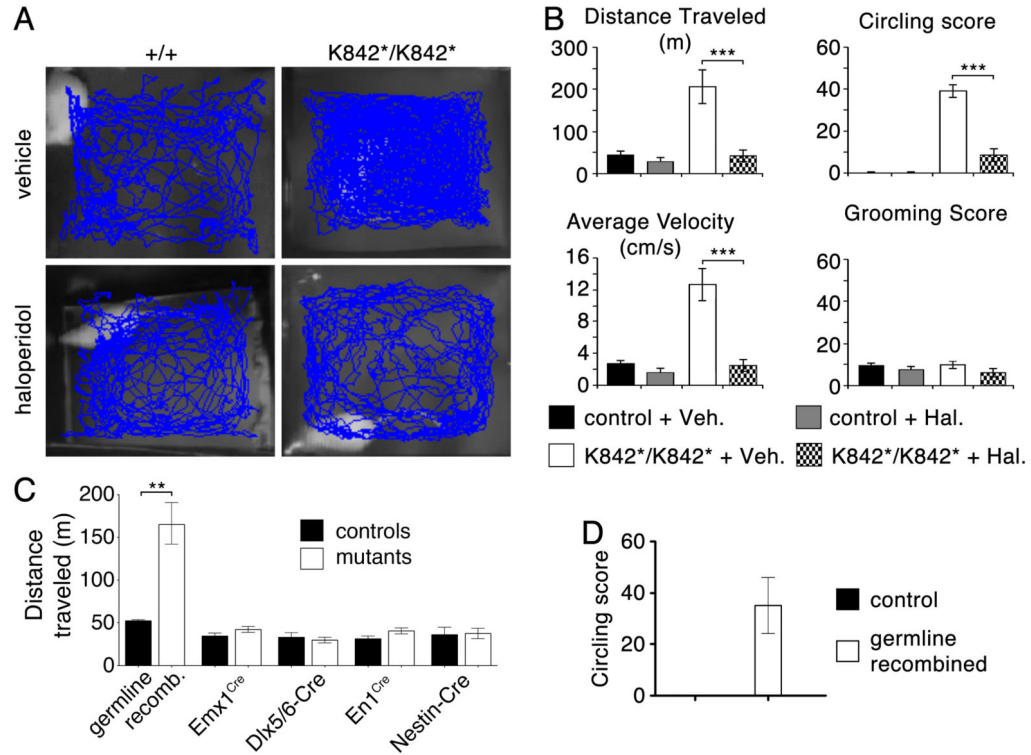 A
+/+
K842*/K842*
vehicle
haloperidol
B
Distance Traveled
(m)
300
200
100
0
***
Circling score
60
40
20
0
***
Average Velocity
(cm/s)
16
12
8
4
0
***
Grooming Score
60
40
20
0
control + Veh.
control + Hal.
K842*/K842* + Veh.
K842*/K842* + Hal.
C
Distance
traveled (m)
200
150
100
50
0
**
controls
mutants
germline
recomb.
Emx1Cre
Dlx5/6-Cre
En1Cre
Nestin-Cre
D
Circling score
60
40
20
0
control
germline
recombined